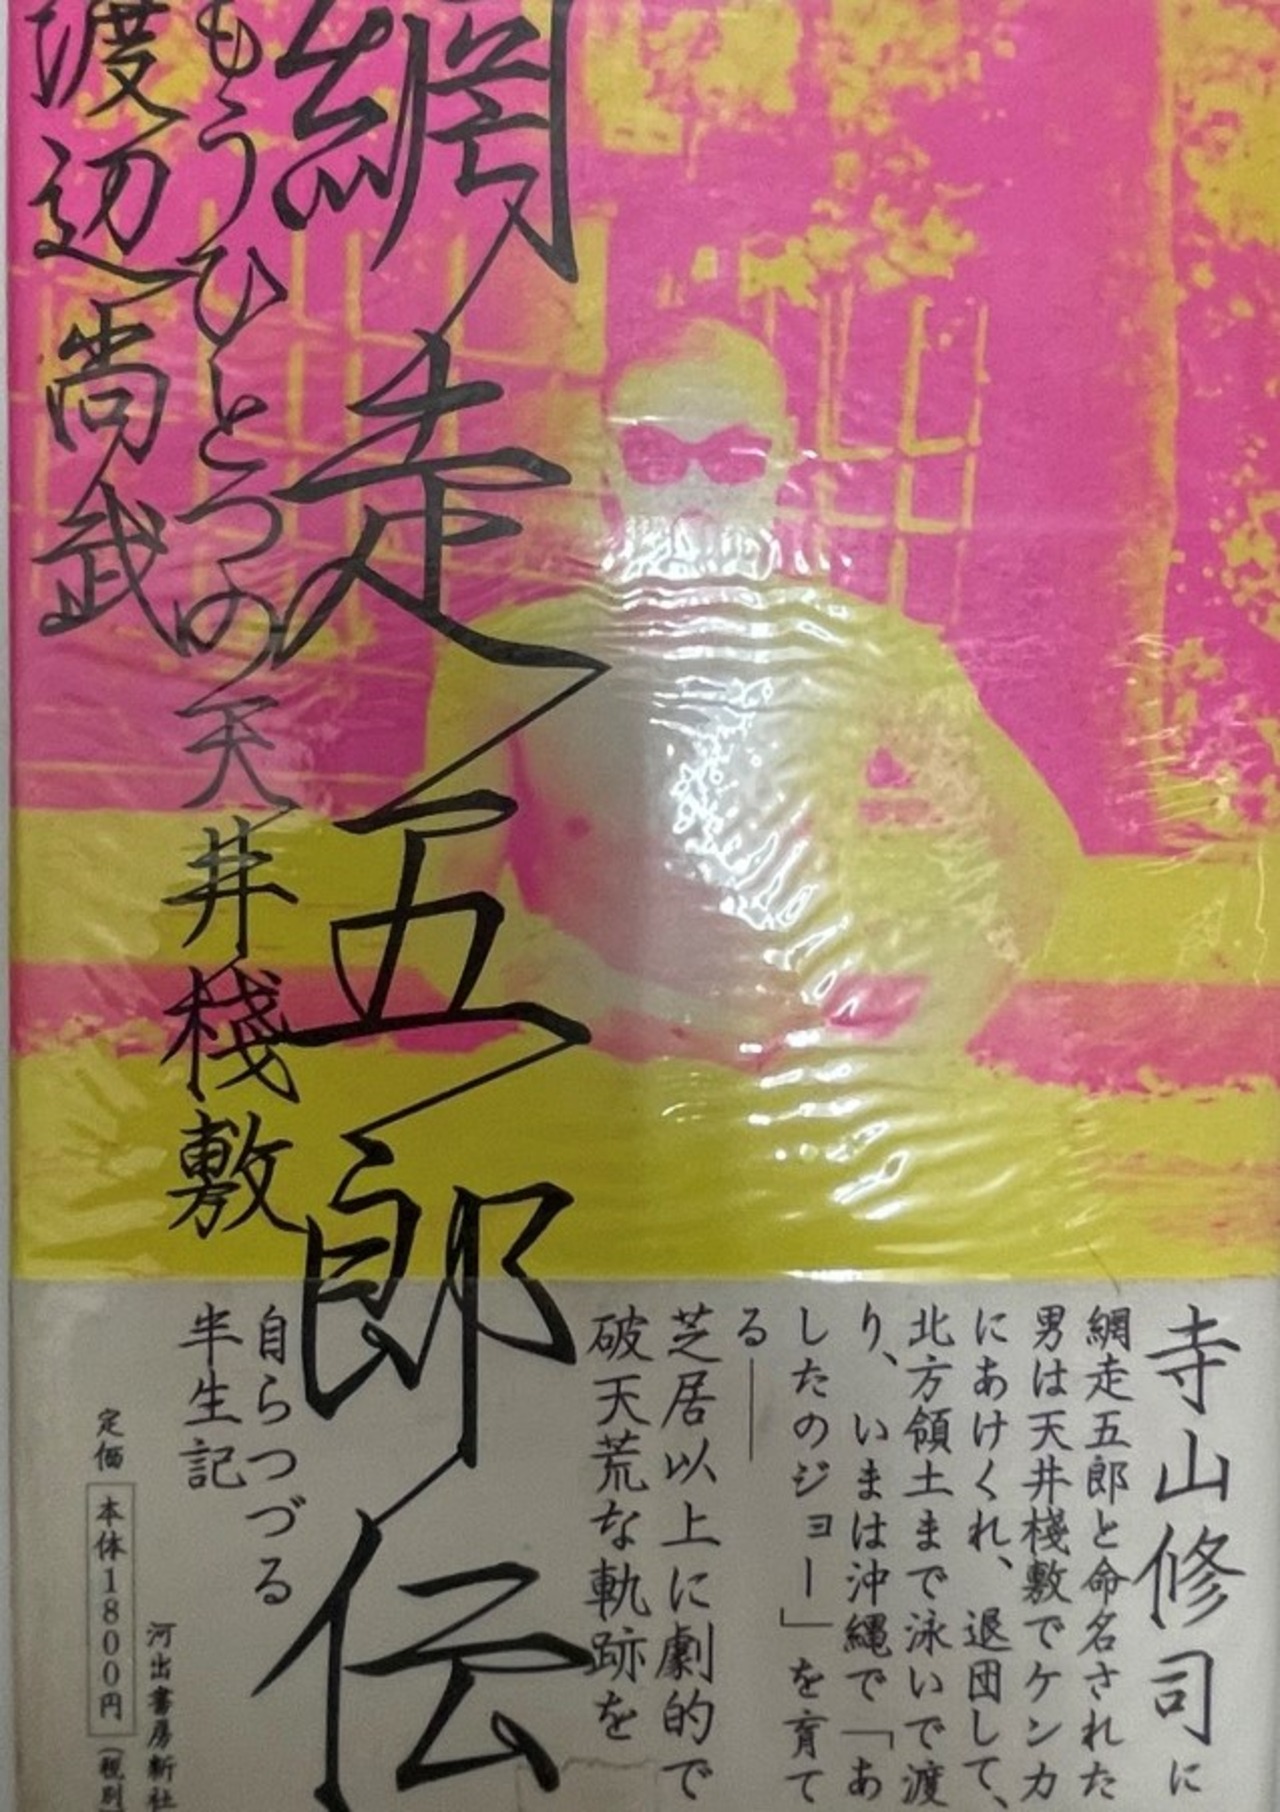 網走五郎伝
もうひとつの天井棧敷
渡辺尚武
寺山修司に
網走五郎と命名された
男は天井棧敷でケンカ
にあけくれ、退団して、
北方領土まで泳いで渡
り、いまは沖縄で「あ
したのジョー」を育て
る――
芝居以上に劇的で
破天荒な軌跡を
自らつづる
半生記
定価 本体1800円 (税別
河出書房新社